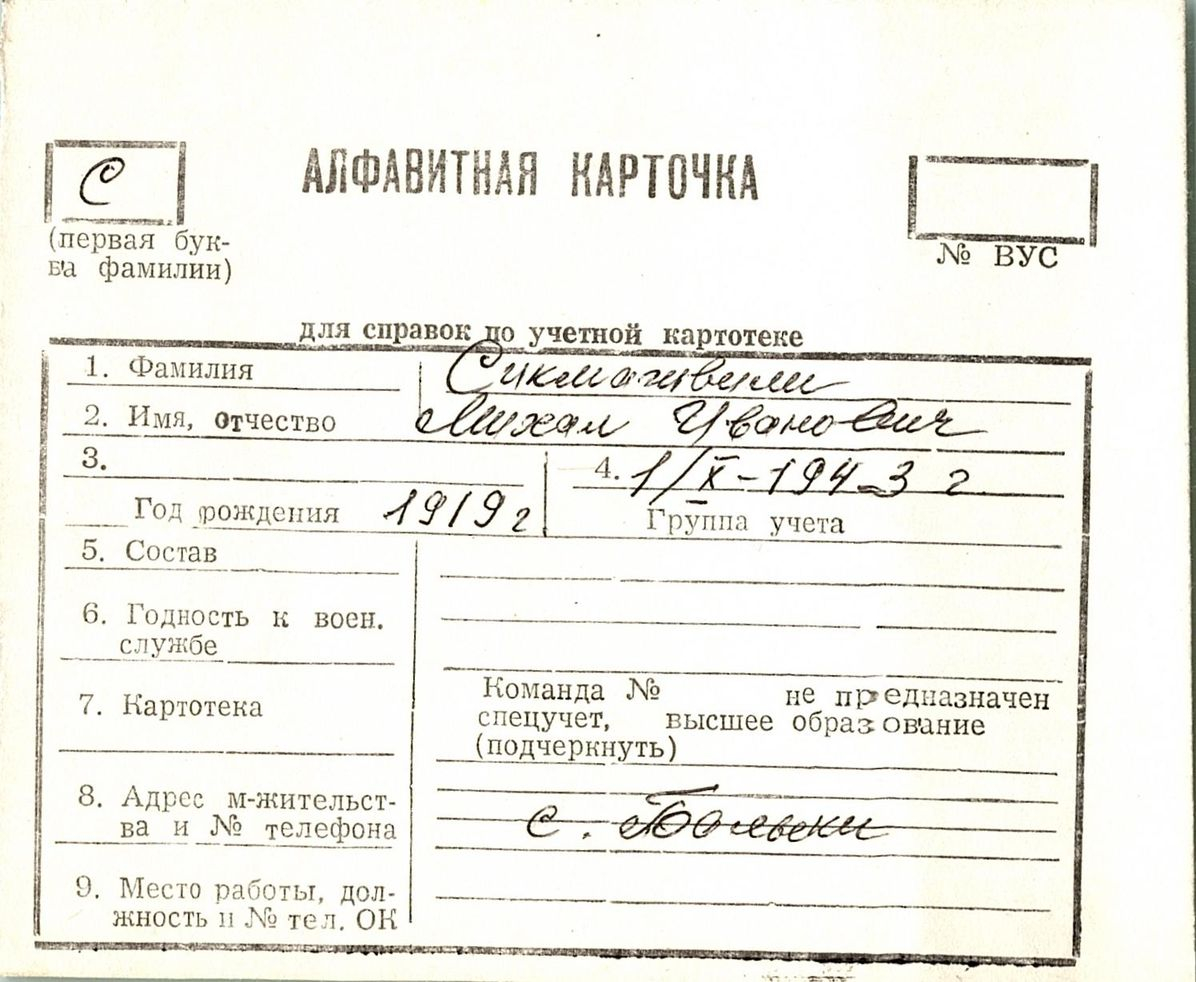 С
АЛФАВИТНАЯ КАРТОЧКА
(первая бук-
ва фамилии)
№ ВУС
для справок по учетной картотеке
1. Фамилия
2. Имя, отчество Михал Иванович
3.
4. 1/X-1943 г
Год рождения 1919 г
Группа учета
5. Состав
6. Годность к воен.
службе
7. Картотека
Команда № не предназначен
спецучет, высшее образование
(подчеркнуть)
8. Адрес м-жительст-
ва и № телефона
с.
9. Место работы, дол-
жность и № тел. ОК